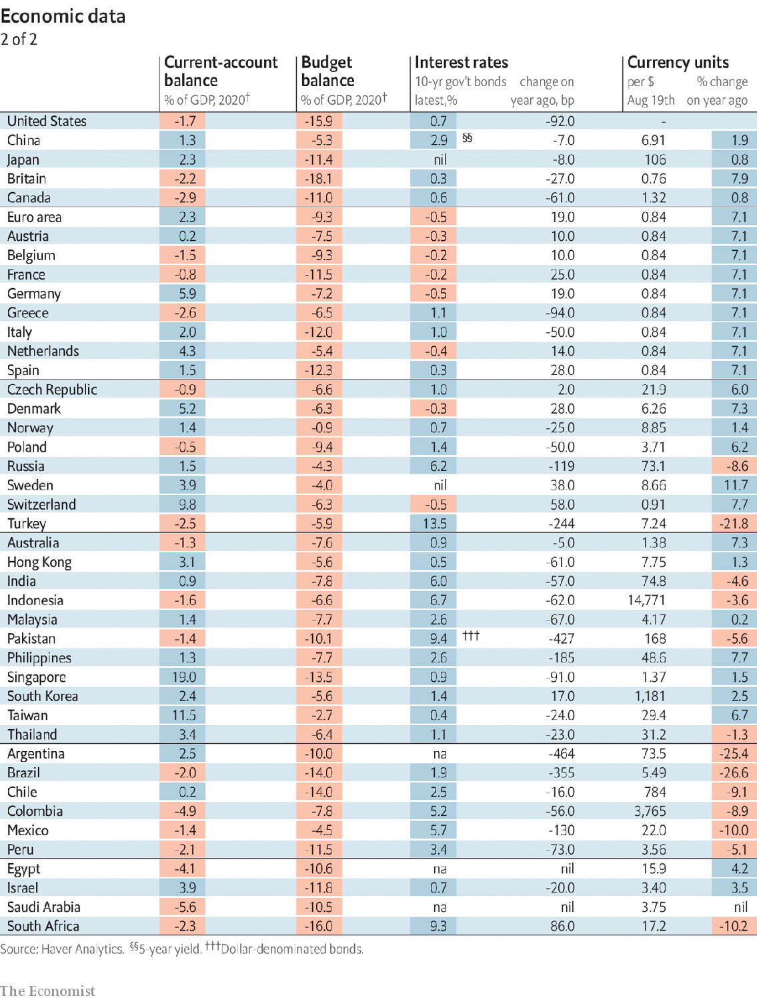 Economic data
2 of 2
Current-account Budget Interest rates Currency units
balance balance 10-yr gov't bonds change on per $ % change
% of GDP, 2020† % of GDP, 2020† latest,% year ago, bp Aug 19th on year ago
United States -1.7 -15.9 0.7 -92.0 -
China 1.3 -5.3 2.9 §§ -7.0 6.91 1.9
Japan 2.3 -11.4 nil -8.0 106 0.8
Britain -2.2 -18.1 0.3 -27.0 0.76 7.9
Canada -2.9 -11.0 0.6 -61.0 1.32 0.8
Euro area 2.3 -9.3 -0.5 19.0 0.84 7.1
Austria 0.2 -7.5 -0.3 10.0 0.84 7.1
Belgium -1.5 -9.3 -0.2 10.0 0.84 7.1
France -0.8 -11.5 -0.2 25.0 0.84 7.1
Germany 5.9 -7.2 -0.5 19.0 0.84 7.1
Greece -2.6 -6.5 1.1 -94.0 0.84 7.1
Italy 2.0 -12.0 1.0 -50.0 0.84 7.1
Netherlands 4.3 -5.4 -0.4 14.0 0.84 7.1
Spain 1.5 -12.3 0.3 28.0 0.84 7.1
Czech Republic -0.9 -6.6 1.0 2.0 21.9 6.0
Denmark 5.2 -6.3 -0.3 28.0 6.26 7.3
Norway 1.4 -0.9 0.7 -25.0 8.85 1.4
Poland -0.5 -9.4 1.4 -50.0 3.71 6.2
Russia 1.5 -4.3 6.2 -119 73.1 -8.6
Sweden 3.9 -4.0 nil 38.0 8.66 11.7
Switzerland 9.8 -6.3 -0.5 58.0 0.91 7.7
Turkey -2.5 -5.9 13.5 -244 7.24 -21.8
Australia -1.3 -7.6 0.9 -5.0 1.38 7.3
Hong Kong 3.1 -5.6 0.5 -61.0 7.75 1.3
India 0.9 -7.8 6.0 -57.0 74.8 -4.6
Indonesia -1.6 -6.6 6.7 -62.0 14,771 -3.6
Malaysia 1.4 -7.7 2.6 -67.0 4.17 0.2
Pakistan -1.4 -10.1 9.4 ††† -427 168 -5.6
Philippines 1.3 -7.7 2.6 -185 48.6 7.7
Singapore 19.0 -13.5 0.9 -91.0 1.37 1.5
South Korea 2.4 -5.6 1.4 17.0 1,181 2.5
Taiwan 11.5 -2.7 0.4 -24.0 29.4 6.7
Thailand 3.4 -6.4 1.1 -23.0 31.2 -1.3
Argentina 2.5 -10.0 na -464 73.5 -25.4
Brazil -2.0 -14.0 1.9 -355 5.49 -26.6
Chile 0.2 -14.0 2.5 -16.0 784 -9.1
Colombia -4.9 -7.8 5.2 -56.0 3,765 -8.9
Mexico -1.4 -4.5 5.7 -130 22.0 -10.0
Peru -2.1 -11.5 3.4 -73.0 3.56 -5.1
Egypt -4.1 -10.6 na nil 15.9 4.2
Israel 3.9 -11.8 0.7 -20.0 3.40 3.5
Saudi Arabia -5.6 -10.5 na nil 3.75 nil
South Africa -2.3 -16.0 9.3 86.0 17.2 -10.2
Source: Haver Analytics. §§5-year yield. †††Dollar-denominated bonds.
The Economist